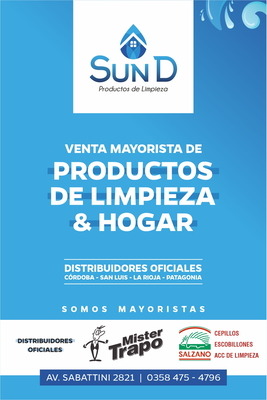 SUN D
Productos de Limpieza
VENTA MAYORISTA DE
PRODUCTOS
DE LIMPIEZA
& HOGAR
DISTRIBUIDORES OFICIALES
CÓRDOBA - SAN LUIS - LA RIOJA - PATAGONIA
SOMOS MAYORISTAS
DISTRIBUIDORES
OFICIALES
Mister
Trapo
SALZANO
CEPILLOS
ESCOBILLONES
ACC DE LIMPIEZA
AV. SABATTINI 2821 | 0358 475 - 4796